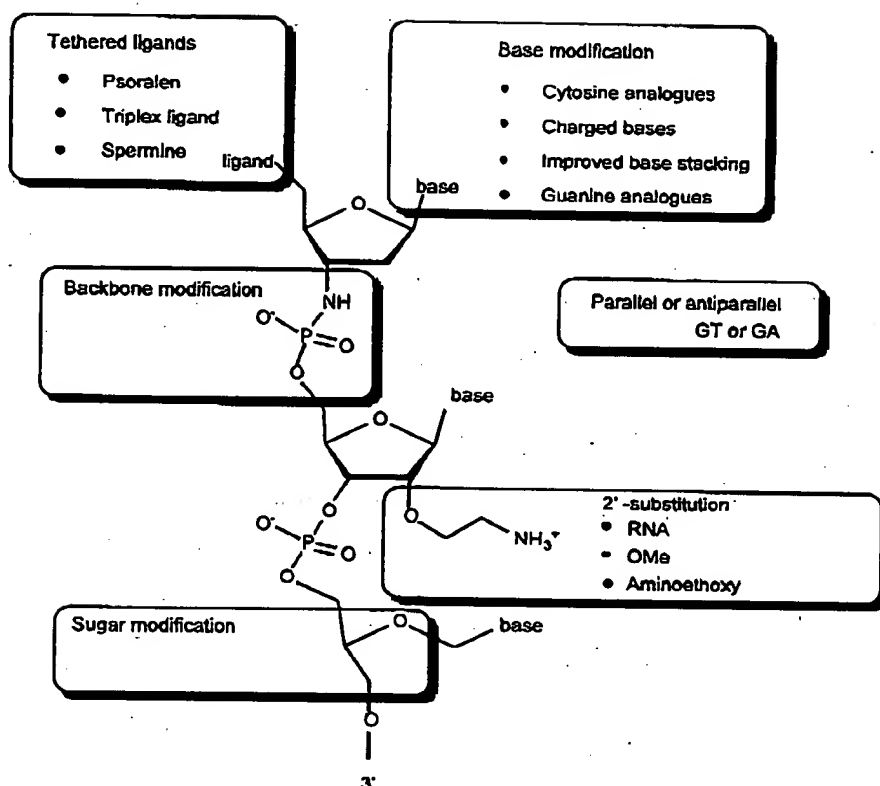 Tethered ligands
Psoralen
Triplex ligand
Spermine
ligand
Base modification
Cytosine analogues
Charged bases
Improved base stacking
Guanine analogues
base
O
Backbone modification
NH
O-
P
O
O
Parallel or antiparallel
GT or GA
base
O
O
O-
P
O
O
O
NH3+
2'-substitution
RNA
OMe
Aminoethoxy
Sugar modification
O
base
O
3'